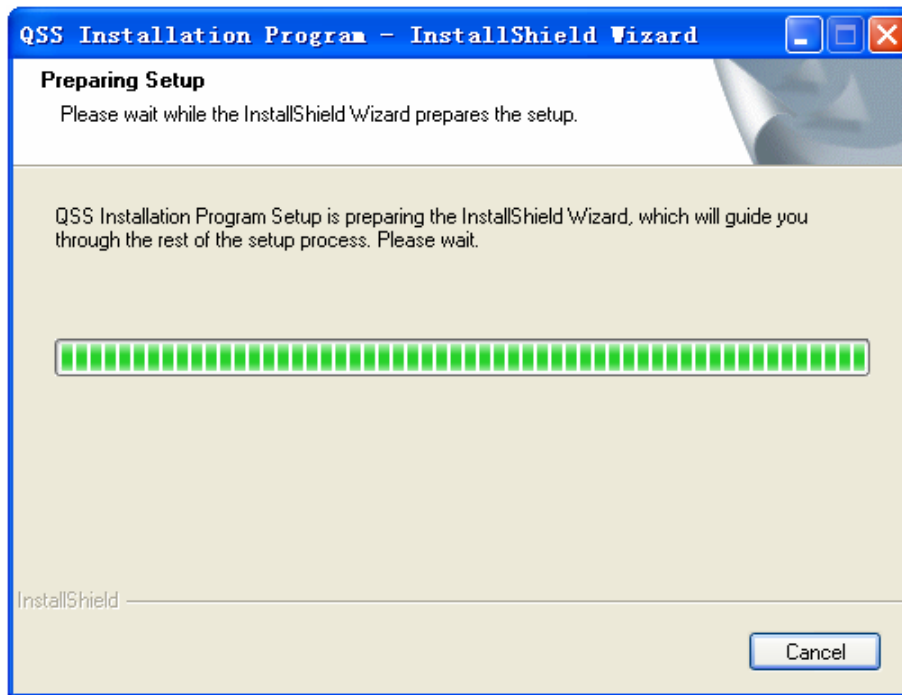 QSS Installation Program - InstallShield Wizard
Preparing Setup
Please wait while the InstallShield Wizard prepares the setup.
QSS Installation Program Setup is preparing the InstallShield Wizard, which will guide you
through the rest of the setup process. Please wait.
InstallShield
Cancel